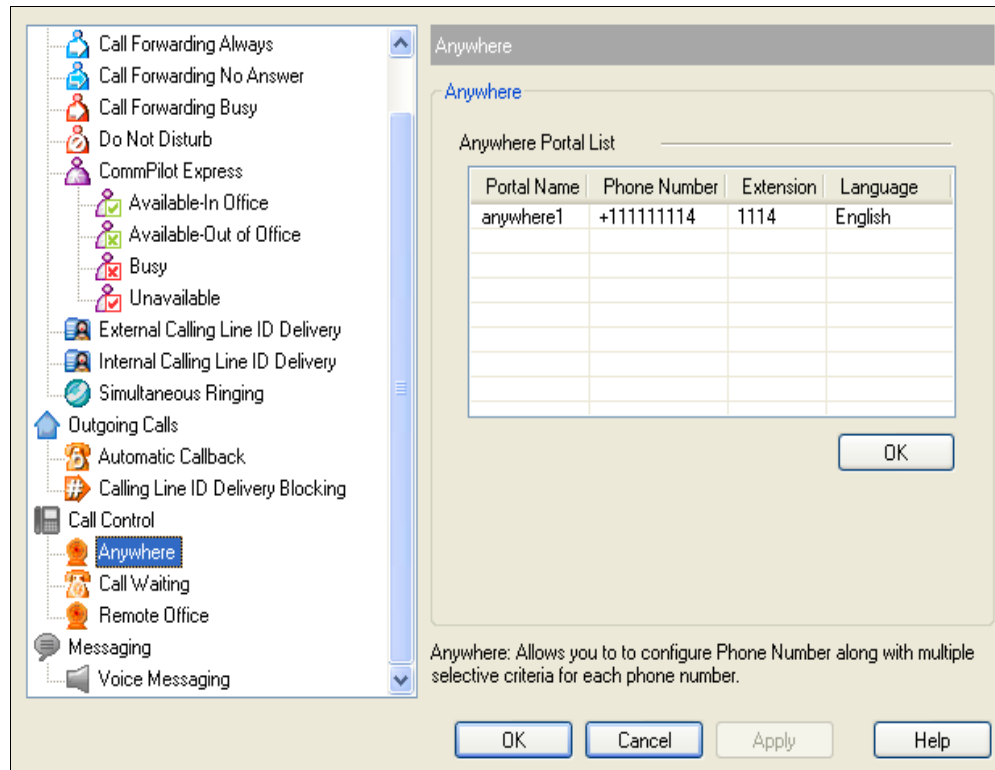 Call Forwarding Always
Call Forwarding No Answer
Call Forwarding Busy
Do Not Disturb
CommPilot Express
Available-In Office
Available-Out of Office
Busy
Unavailable
External Calling Line ID Delivery
Internal Calling Line ID Delivery
Simultaneous Ringing
Outgoing Calls
Automatic Callback
Calling Line ID Delivery Blocking
Call Control
Anywhere
Call Waiting
Remote Office
Messaging
Voice Messaging
Anywhere
Anywhere
Anywhere Portal List
Portal Name Phone Number Extension Language
anywhere1 +111111114 1114 English
OK
Anywhere: Allows you to to configure Phone Number along with multiple
selective criteria for each phone number.
OK Cancel Apply Help